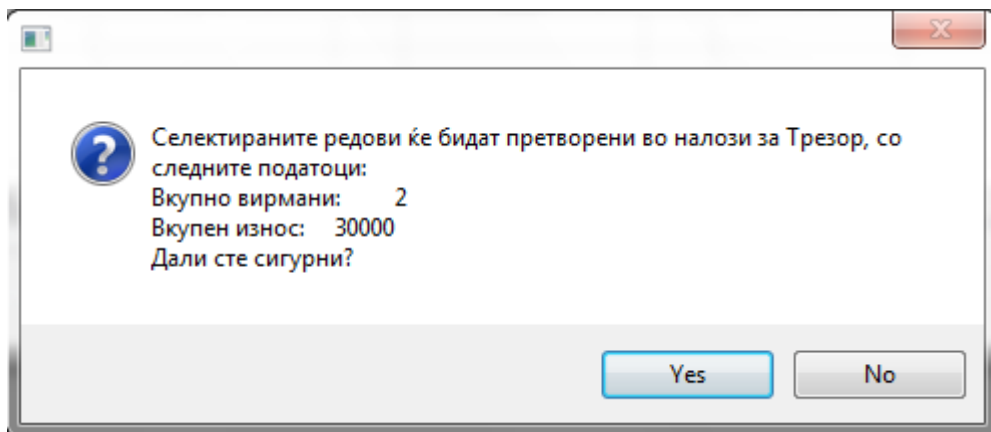 Селектираните редови ќе бидат претворени во налози за Трезор, со
следните податоци:
Вкупно вирмани: 2
Вкупен износ: 30000
Дали сте сигурни?
Yes No